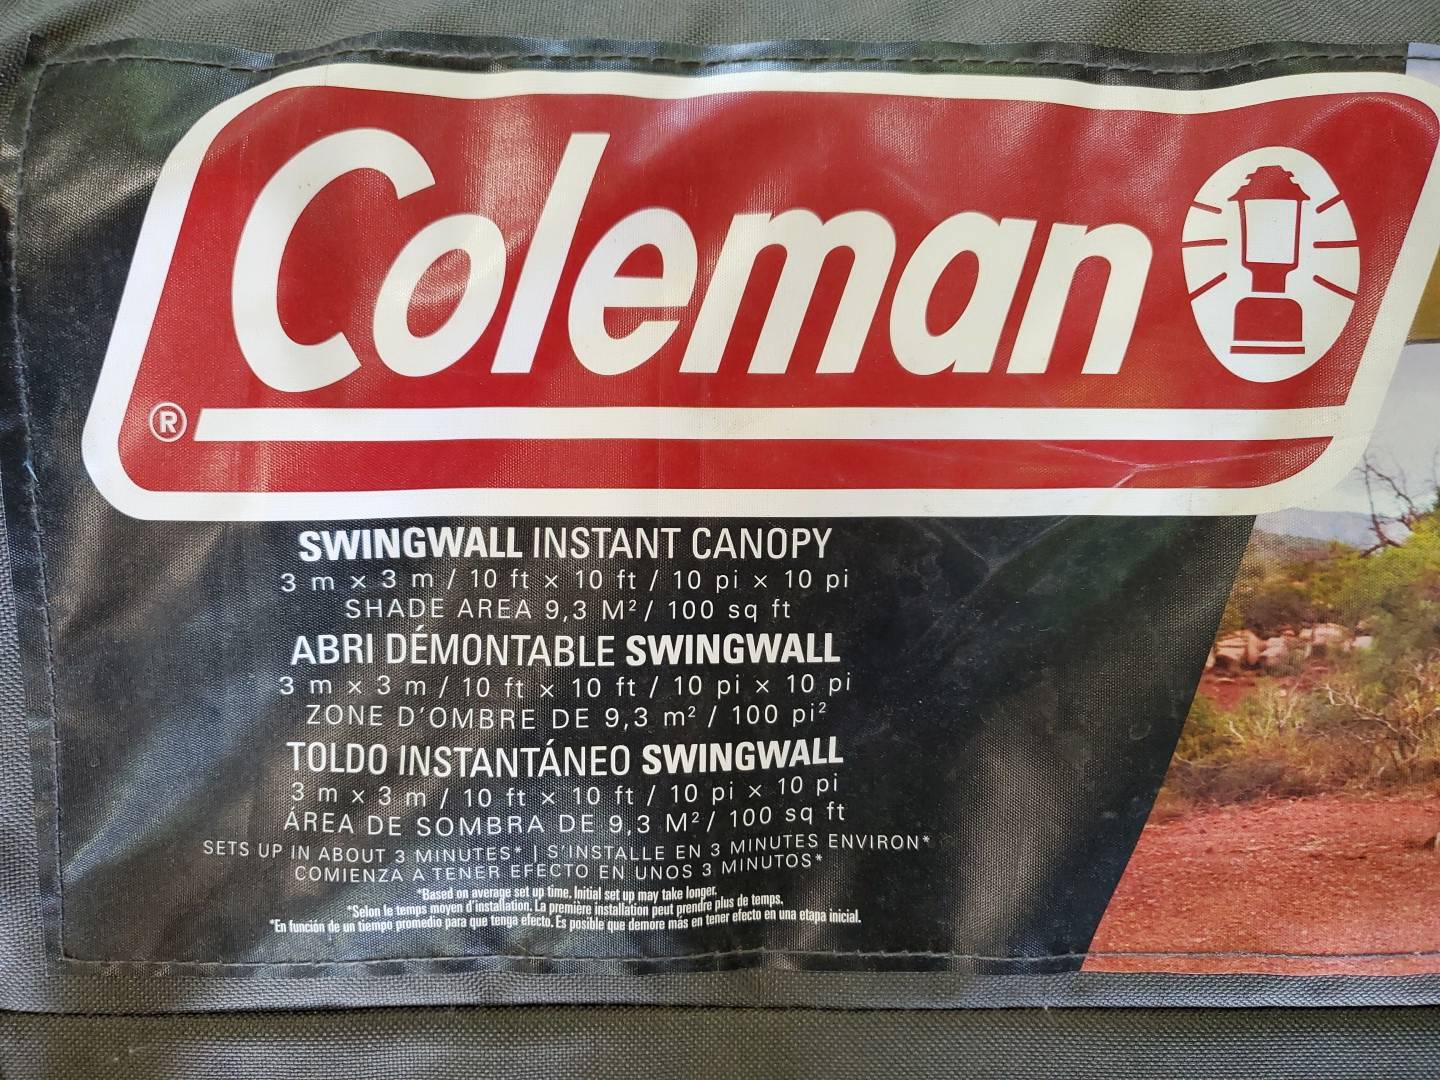 Coleman
®
SWINGWALL INSTANT CANOPY
3 m × 3 m / 10 ft × 10 ft / 10 pi × 10 pi
SHADE AREA 9,3 M² / 100 sq ft
ABRI DÉMONTABLE SWINGWALL
3 m × 3 m / 10 ft × 10 ft / 10 pi × 10 pi
ZONE D'OMBRE DE 9,3 m² / 100 pi²
TOLDO INSTANTÁNEO SWINGWALL
3 m × 3 m / 10 ft × 10 ft / 10 pi × 10 pi
ÁREA DE SOMBRA DE 9,3 M² / 100 sq ft
SETS UP IN ABOUT 3 MINUTES* | S'INSTALLE EN 3 MINUTES ENVIRON*
COMIENZA A TENER EFECTO EN UNOS 3 MINUTOS*
*Based on average set up time. Initial set up may take longer.
*Selon le temps moyen d'installation. La première installation peut prendre plus de temps.
*En función de un tiempo promedio para que tenga efecto. Es posible que demore más en tener efecto en una etapa inicial.